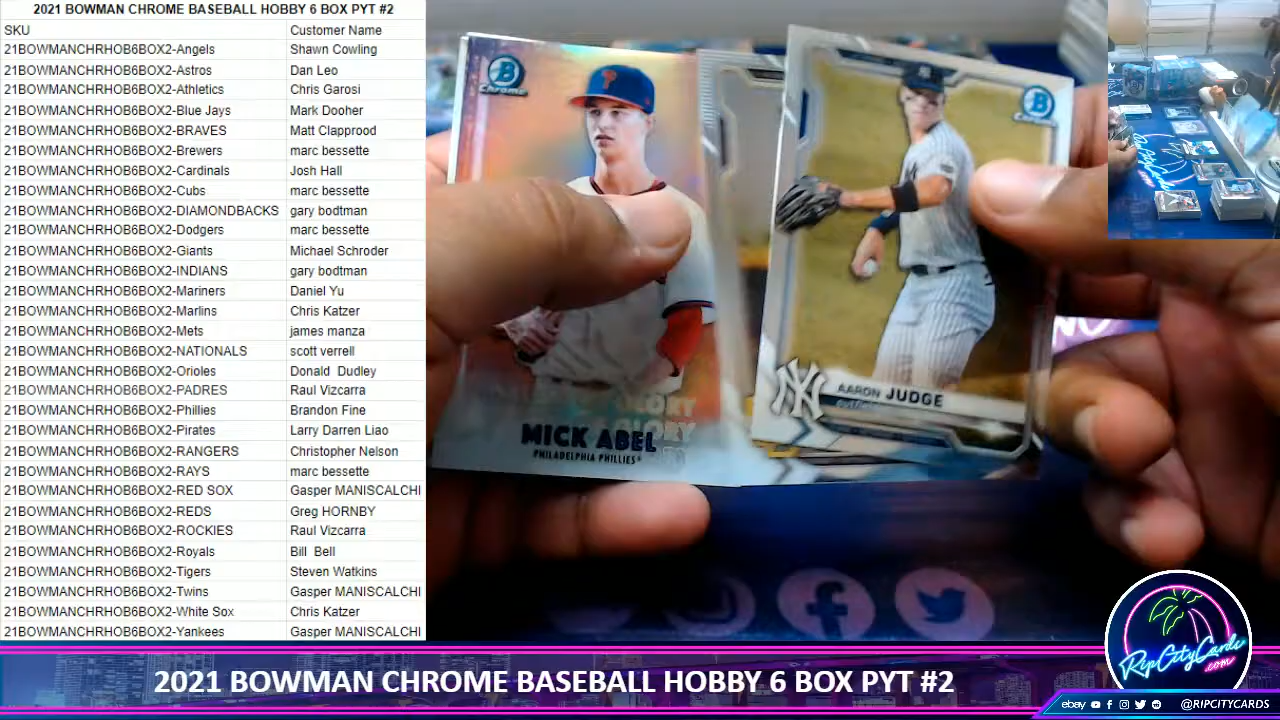 2021 BOWMAN CHROME BASEBALL HOBBY 6 BOX PYT #2
SKU Customer Name
21BOWMANCHRHOB6BOX2-Angels Shawn Cowling
21BOWMANCHRHOB6BOX2-Astros Dan Leo
21BOWMANCHRHOB6BOX2-Athletics Chris Garosi
21BOWMANCHRHOB6BOX2-Blue Jays Mark Dooher
21BOWMANCHRHOB6BOX2-BRAVES Matt Clapprood
21BOWMANCHRHOB6BOX2-Brewers marc bessette
21BOWMANCHRHOB6BOX2-Cardinals Josh Hall
21BOWMANCHRHOB6BOX2-Cubs marc bessette
21BOWMANCHRHOB6BOX2-DIAMONDBACKS gary bodtman
21BOWMANCHRHOB6BOX2-Dodgers marc bessette
21BOWMANCHRHOB6BOX2-Giants Michael Schroder
21BOWMANCHRHOB6BOX2-INDIANS gary bodtman
21BOWMANCHRHOB6BOX2-Mariners Daniel Yu
21BOWMANCHRHOB6BOX2-Marlins Chris Katzer
21BOWMANCHRHOB6BOX2-Mets james manza
21BOWMANCHRHOB6BOX2-NATIONALS scott verrell
21BOWMANCHRHOB6BOX2-Orioles Donald Dudley
21BOWMANCHRHOB6BOX2-PADRES Raul Vizcarra
21BOWMANCHRHOB6BOX2-Phillies Brandon Fine
21BOWMANCHRHOB6BOX2-Pirates Larry Darren Liao
21BOWMANCHRHOB6BOX2-RANGERS Christopher Nelson
21BOWMANCHRHOB6BOX2-RAYS marc bessette
21BOWMANCHRHOB6BOX2-RED SOX Gasper MANISCALCHI
21BOWMANCHRHOB6BOX2-REDS Greg HORNBY
21BOWMANCHRHOB6BOX2-ROCKIES Raul Vizcarra
21BOWMANCHRHOB6BOX2-Royals Bill Bell
21BOWMANCHRHOB6BOX2-Tigers Steven Watkins
21BOWMANCHRHOB6BOX2-Twins Gasper MANISCALCHI
21BOWMANCHRHOB6BOX2-White Sox Chris Katzer
21BOWMANCHRHOB6BOX2-Yankees Gasper MANISCALCHI
B
Chrome
MICK ABEL
PHILADELPHIA PHILLIES
B
Chrome
NY
AARON JUDGE
RipCityCards
.com
2021 BOWMAN CHROME BASEBALL HOBBY 6 BOX PYT #2
ebay @RIPCITYCARDS